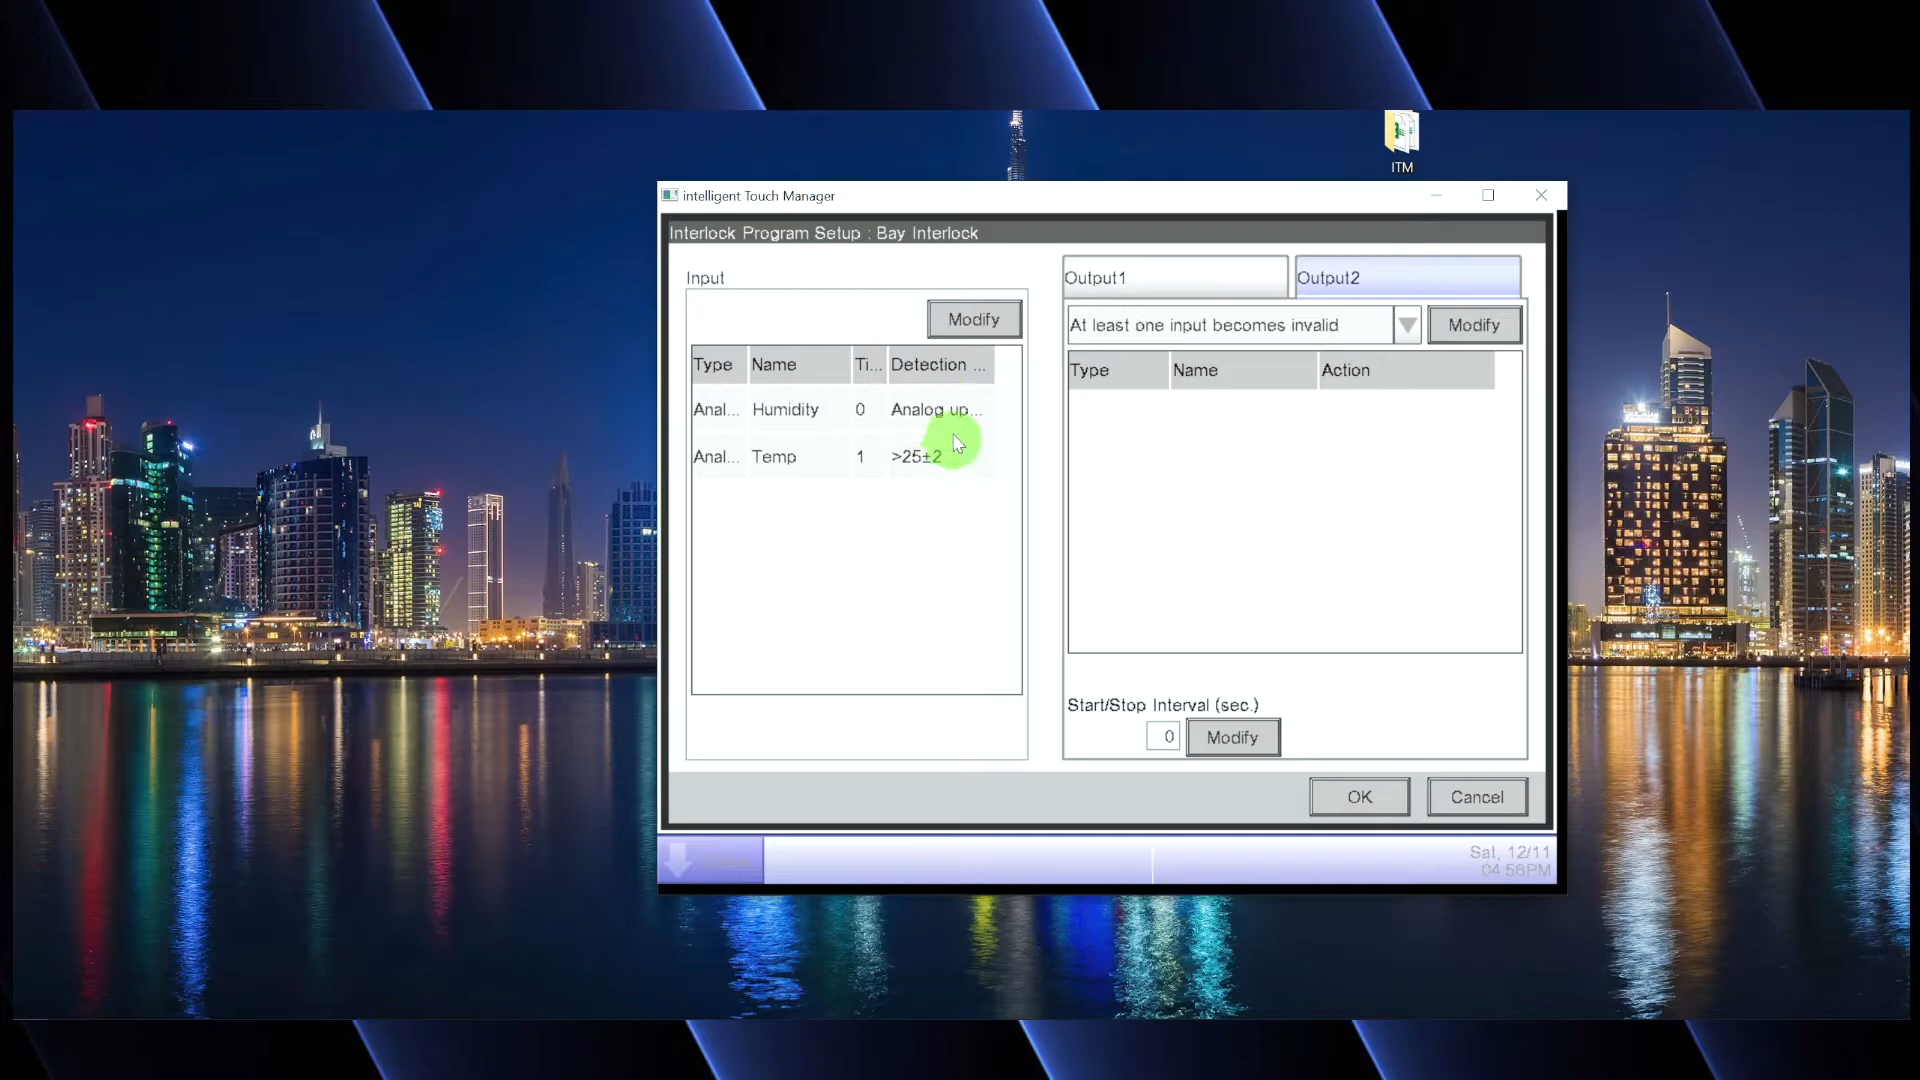 ITM
intelligent Touch Manager
Interlock Program Setup : Bay Interlock
Input
Modify
Type Name Ti... Detection ...
Anal... Humidity 0 Analog up...
Anal... Temp 1 >25±2
Output1 Output2
At least one input becomes invalid
Modify
Type Name Action
Start/Stop Interval (sec.)
0 Modify
OK Cancel
Sat, 12/11
04:56PM